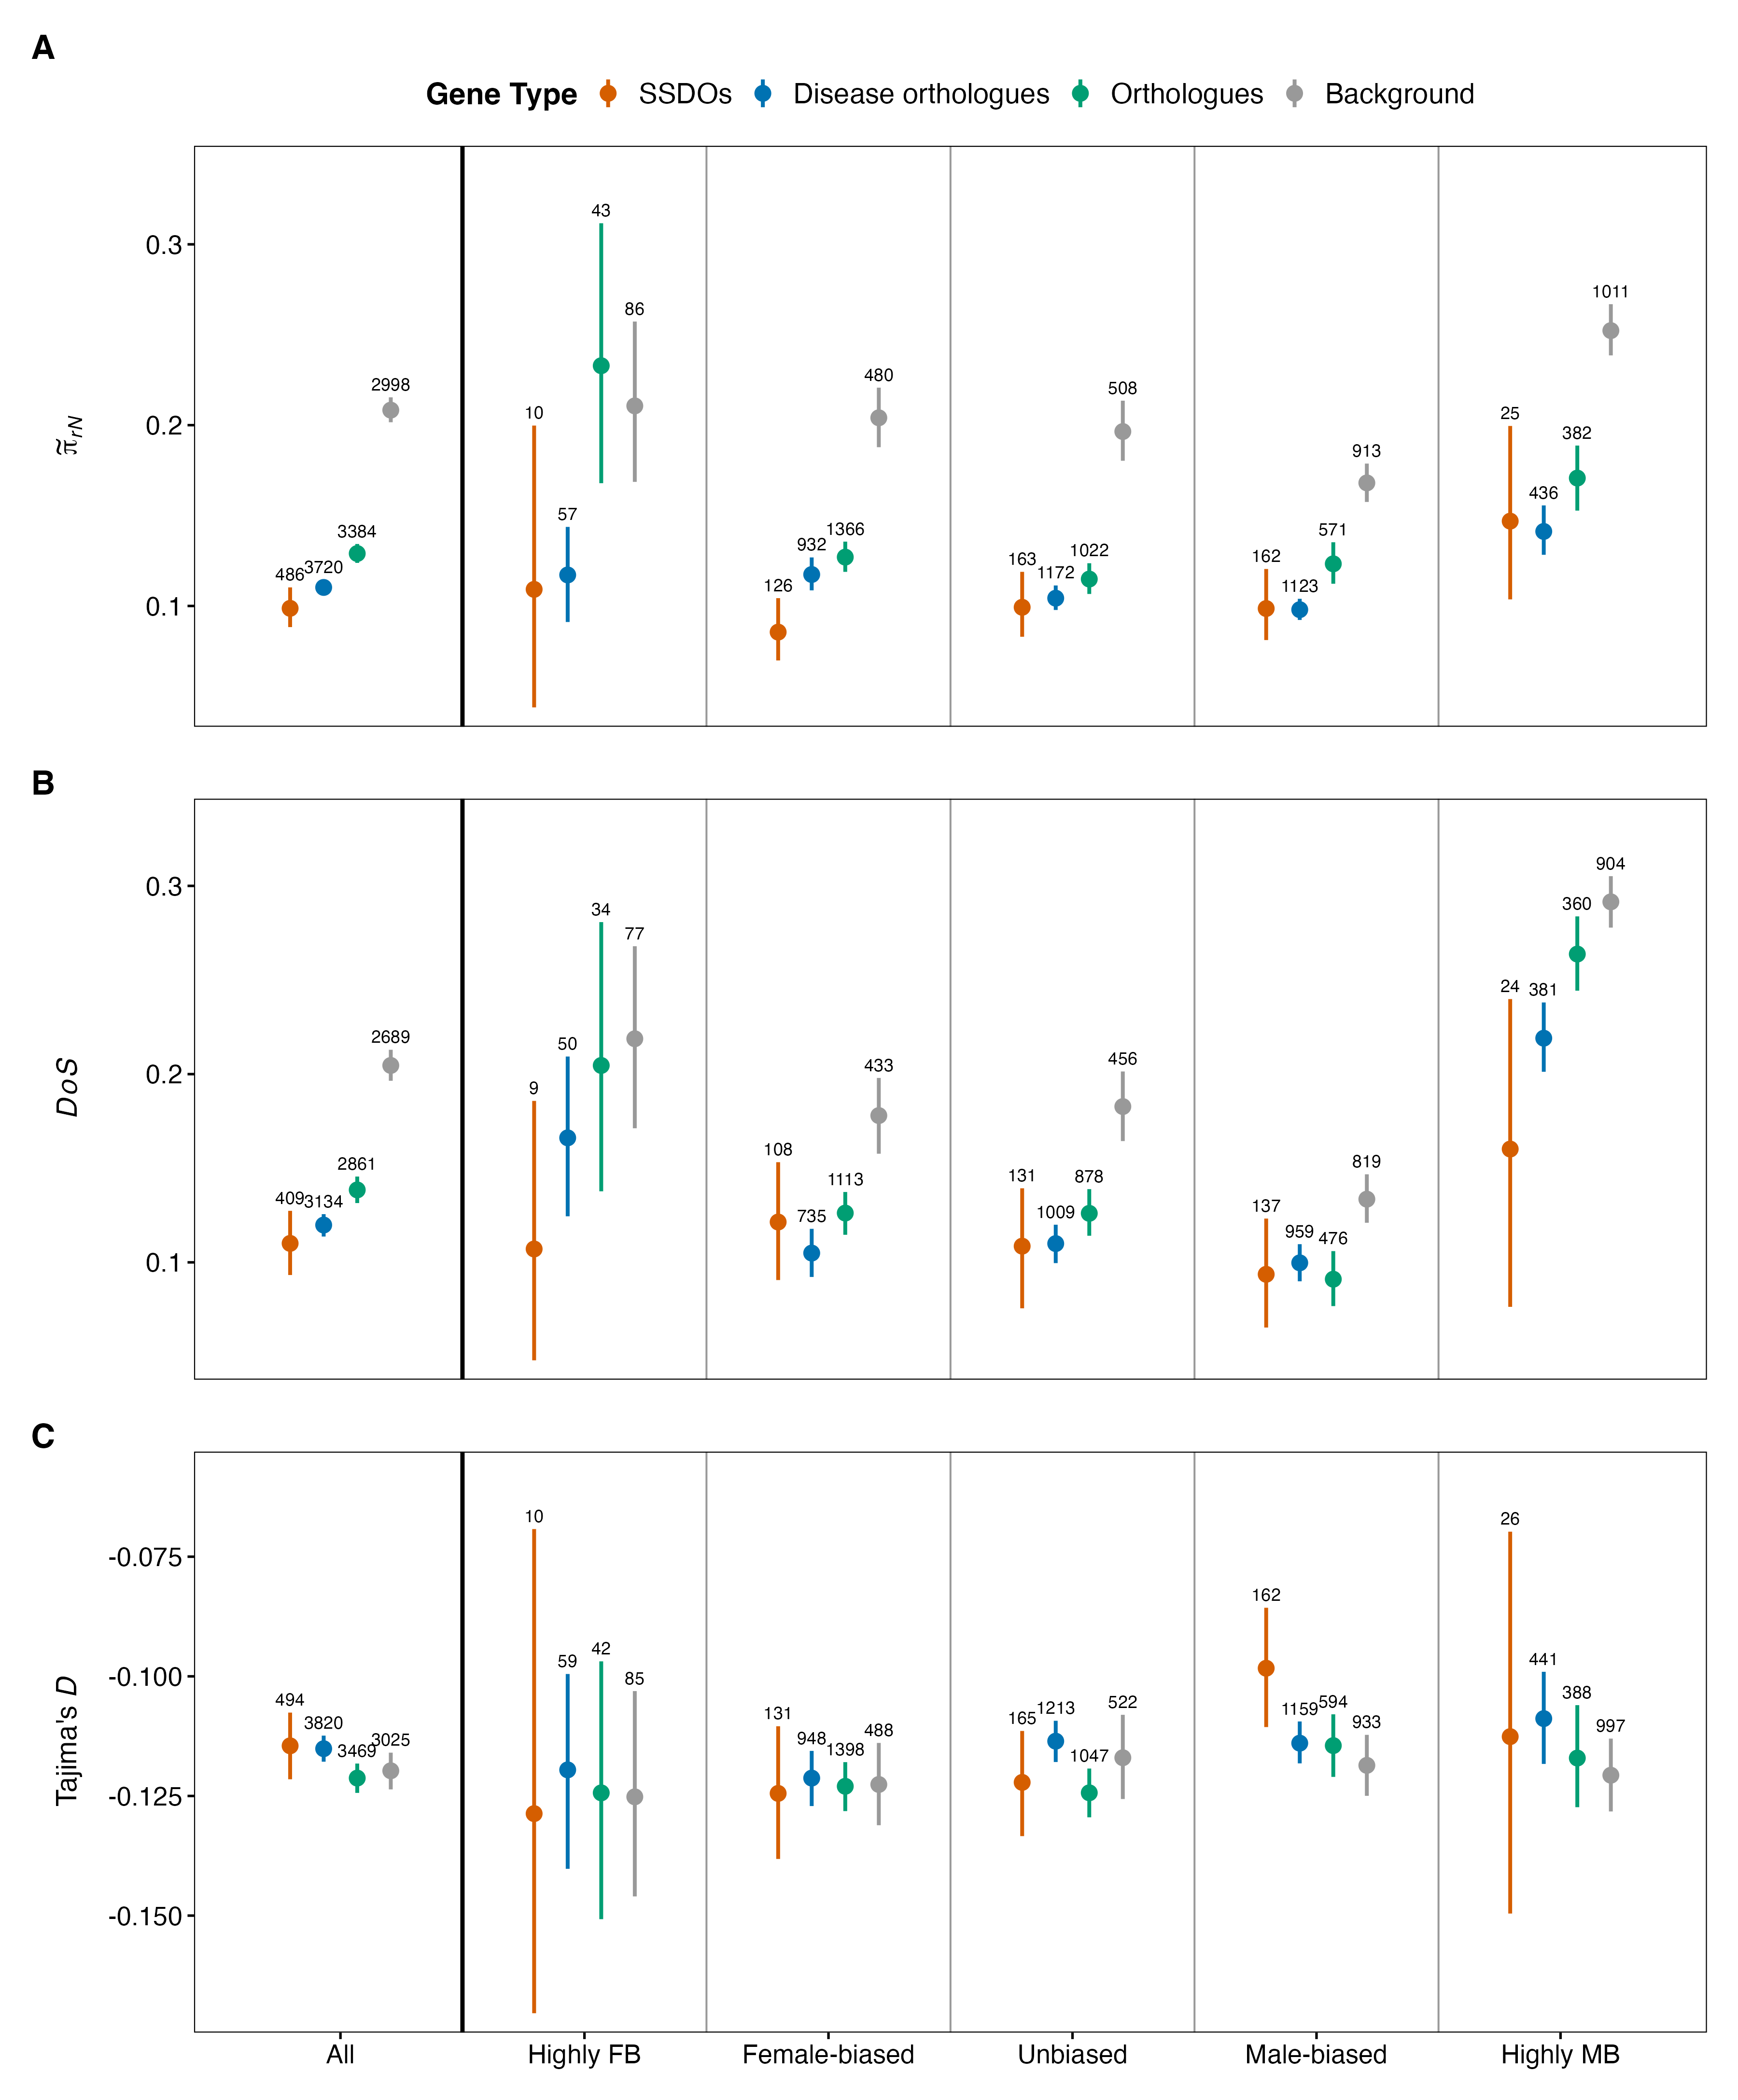 A
Gene Type SSDOs Disease orthologues Orthologues Background
π̃rN
0.3
0.2
0.1
486 3720 3384 2998
10 57 43 86
126 932 1366 480
163 1172 1022 508
162 1123 571 913
25 436 382 1011
B
DoS
0.3
0.2
0.1
409 3134 2861 2689
9 50 34 77
108 735 1113 433
131 1009 878 456
137 959 476 819
24 381 360 904
C
Tajima's D
-0.075
-0.100
-0.125
-0.150
494 3820 3469 3025
10 59 42 85
131 948 1398 488
165 1213 1047 522
162 1159 594 933
26 441 388 997
All Highly FB Female-biased Unbiased Male-biased Highly MB